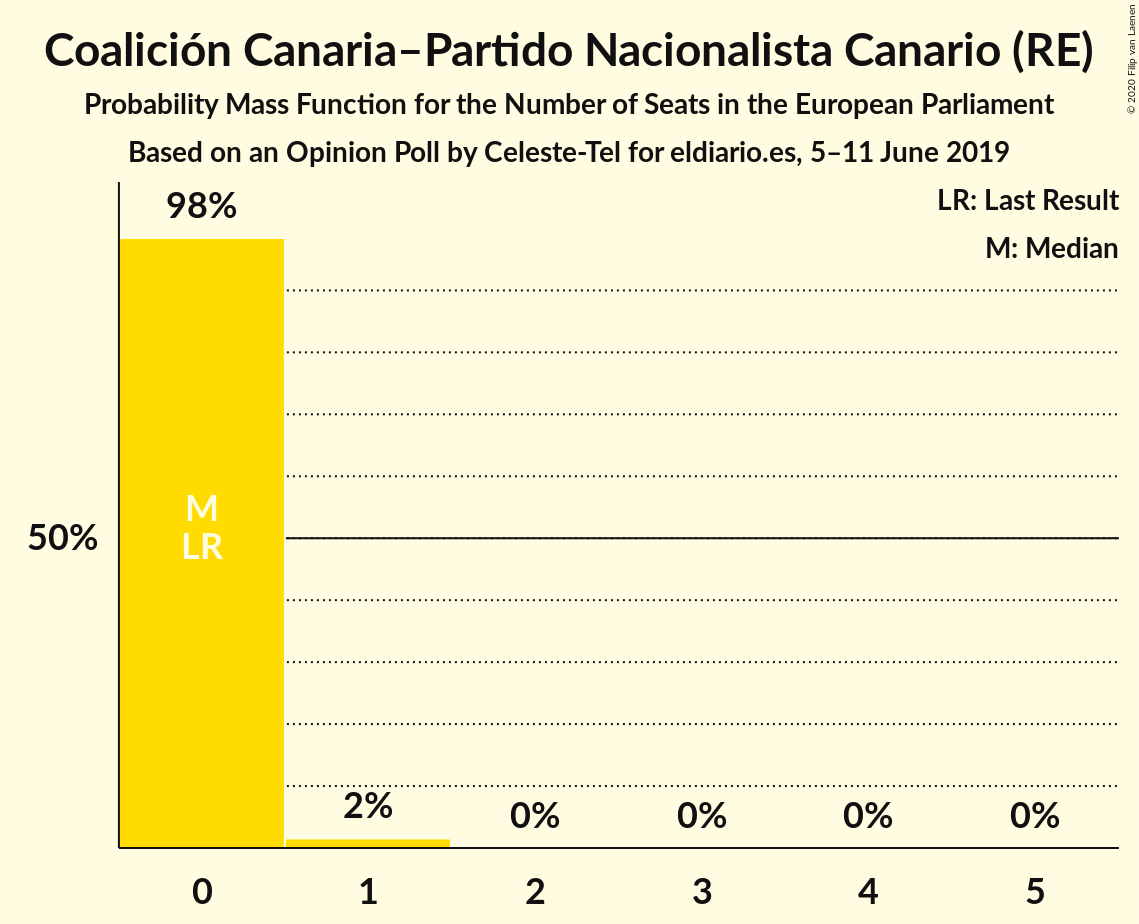 Coalición Canaria–Partido Nacionalista Canario (RE)
Probability Mass Function for the Number of Seats in the European Parliament
Based on an Opinion Poll by Celeste-Tel for eldiario.es, 5–11 June 2019
© 2020 Filip van Laenen
LR: Last Result
M: Median
98%
M
LR
50%
2%
0%
0%
0%
0%
0
1
2
3
4
5